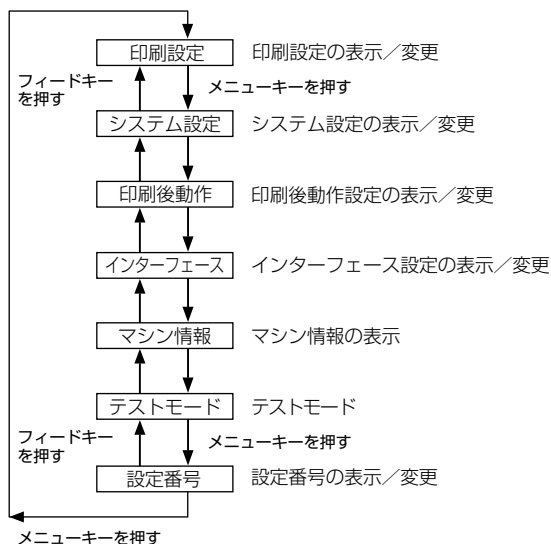 印刷設定 印刷設定の表示／変更
フィードキー
を押す
メニューキーを押す
システム設定 システム設定の表示／変更
印刷後動作 印刷後動作設定の表示／変更
インターフェース インターフェース設定の表示／変更
マシン情報 マシン情報の表示
テストモード テストモード
フィードキー
を押す
メニューキーを押す
設定番号 設定番号の表示／変更
メニューキーを押す